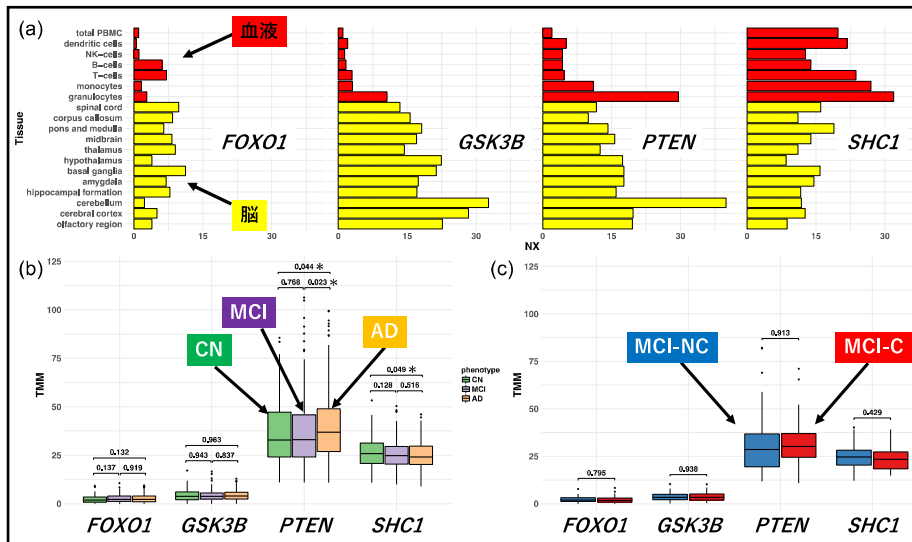 (a)
血液
脳
Tissue
total PBMC
dendritic cells
NK-cells
B-cells
T-cells
monocytes
granulocytes
spinal cord
corpus callosum
pons and medulla
midbrain
thalamus
hypothalamus
basal ganglia
amygdala
hippocampal formation
cerebellum
cerebral cortex
olfactory region
FOXO1
GSK3B
PTEN
SHC1
0 15 30
0 15 30
0 15 30
0 15 30
NX
(b)
TMM
125
100
75
50
25
0
CN
MCI
AD
0.132
0.137 0.919
0.963
0.943 0.837
0.044 *
0.768 0.023 *
0.049 *
0.128 0.516
FOXO1 GSK3B PTEN SHC1
phenotype
CN
MCI
AD
(c)
TMM
125
100
75
50
25
0
MCI-NC
MCI-C
0.795
0.938
0.913
0.429
FOXO1 GSK3B PTEN SHC1